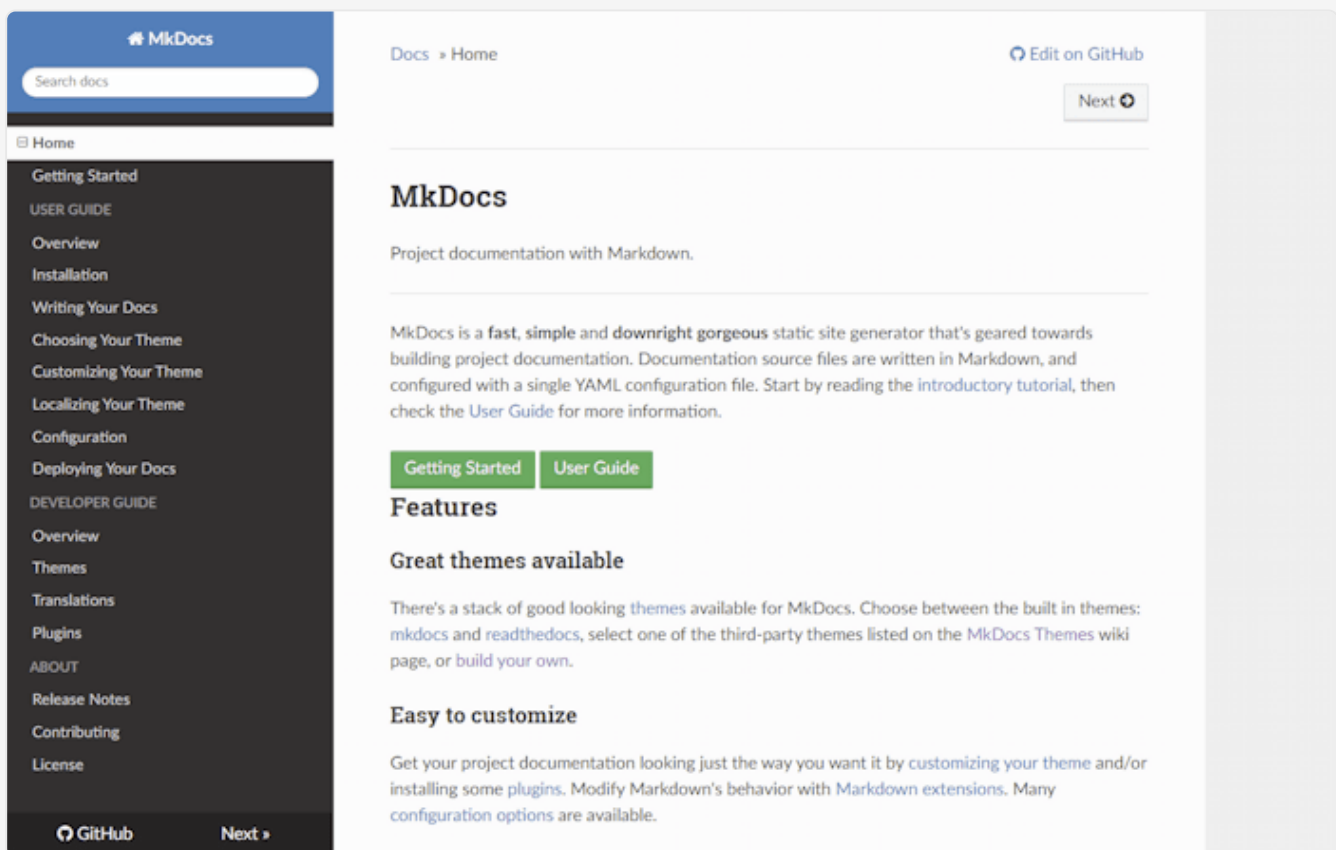 MkDocs
Search docs
Home
Getting Started
USER GUIDE
Overview
Installation
Writing Your Docs
Choosing Your Theme
Customizing Your Theme
Localizing Your Theme
Configuration
Deploying Your Docs
DEVELOPER GUIDE
Overview
Themes
Translations
Plugins
ABOUT
Release Notes
Contributing
License
GitHub Next »
Docs » Home Edit on GitHub
Next
MkDocs
Project documentation with Markdown.
MkDocs is a fast, simple and downright gorgeous static site generator that's geared towards
building project documentation. Documentation source files are written in Markdown, and
configured with a single YAML configuration file. Start by reading the introductory tutorial, then
check the User Guide for more information.
Getting Started User Guide
Features
Great themes available
There's a stack of good looking themes available for MkDocs. Choose between the built in themes:
mkdocs and readthedocs, select one of the third-party themes listed on the MkDocs Themes wiki
page, or build your own.
Easy to customize
Get your project documentation looking just the way you want it by customizing your theme and/or
installing some plugins. Modify Markdown's behavior with Markdown extensions. Many
configuration options are available.